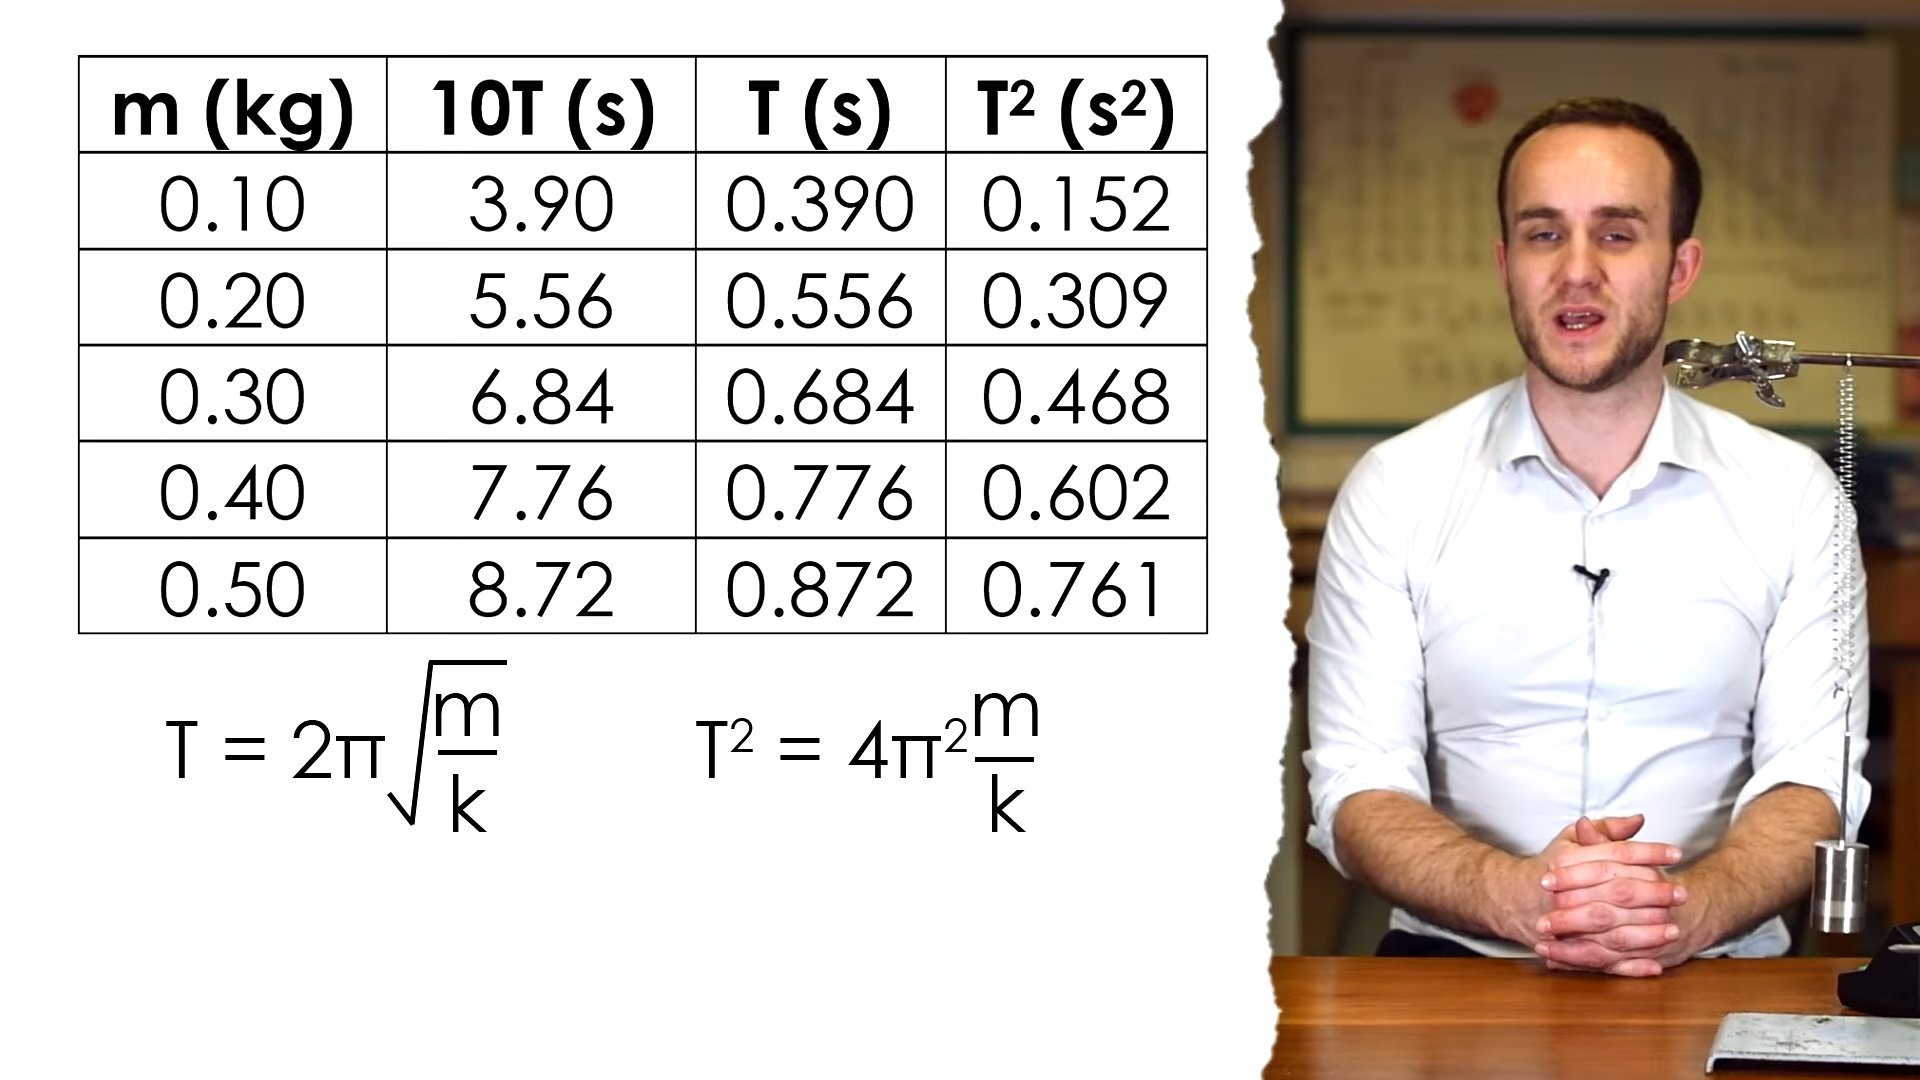 m (kg) 10T (s) T (s) T² (s²)
0.10 3.90 0.390 0.152
0.20 5.56 0.556 0.309
0.30 6.84 0.684 0.468
0.40 7.76 0.776 0.602
0.50 8.72 0.872 0.761
T = 2π√(m/k) T² = 4π² m/k